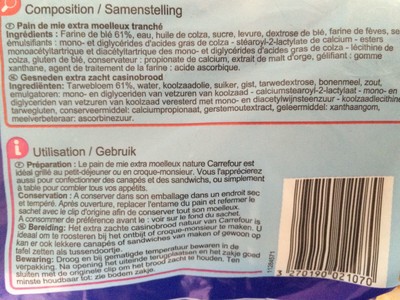 Composition / Samenstelling
Pain de mie extra moelleux tranché
Ingrédients : Farine de blé 61%, eau, huile de colza, sucre, levure, dextrose de blé, farine de fèves, se
émulsifiants : mono- et diglycérides d'acides gras de colza - stéaroyl-2-lactylate de calcium - esters
monoacétyltartrique et diacétyltartrique des mono- et diglycérides d'acides gras de colza - lécithine de
colza, gluten de blé, conservateur : propionate de calcium, extrait de malt d'orge, gélifiant : gomme
xanthane, agent de traitement de la farine : acide ascorbique.
Gesneden extra zacht casinobrood
Ingrediënten: Tarwebloem 61%, water, koolzaadolie, suiker, gist, tarwedextrose, bonenmeel, zout,
emulgatoren: mono- en diglyceriden van vetzuren van koolzaad - calciumstearoyl-2-lactylaat - mono- en
diglyceriden van vetzuren van koolzaad veresterd met mono- en diacetylwijnsteenzuur - koolzaadlecithine,
tarwegluten, conserveermiddel: calciumpropionaat, gerstemoutextract, geleermiddel: xanthaangom,
meelverbeteraar: ascorbinezuur.
Utilisation / Gebruik
Préparation : Le pain de mie extra moelleux nature Carrefour est
idéal grillé au petit-déjeuner ou en croque-monsieur. Vous l'apprécierez
aussi pour confectionner des canapés et des sandwichs, ou simplement
à table pour combler tous vos appétits.
Conservation : A conserver dans son emballage dans un endroit sec
et tempéré. Après ouverture, replacer l'entame du pain et refermer le
sachet avec le clip d'origine afin de conserver tout son moelleux.
A consommer de préférence avant le : voir sur le fond du sachet.
Bereiding: Het extra zachte casinobrood natuur van Carrefour is
ideaal om te roosteren bij het ontbijt of croque-monsieur te maken. U
kan er ook lekkere canapés of sandwiches van maken of gewoon op
tafel zetten als tussendoortje.
Bewaring: Droog en bij gematigde temperatuur bewaren in de
verpakking. Na opening het uiteinde terugplaatsen en het zakje goed
sluiten met de originele clip om het brood zacht te houden. Ten
minste houdbaar tot: zie bodem zakje.
3 270190 021070